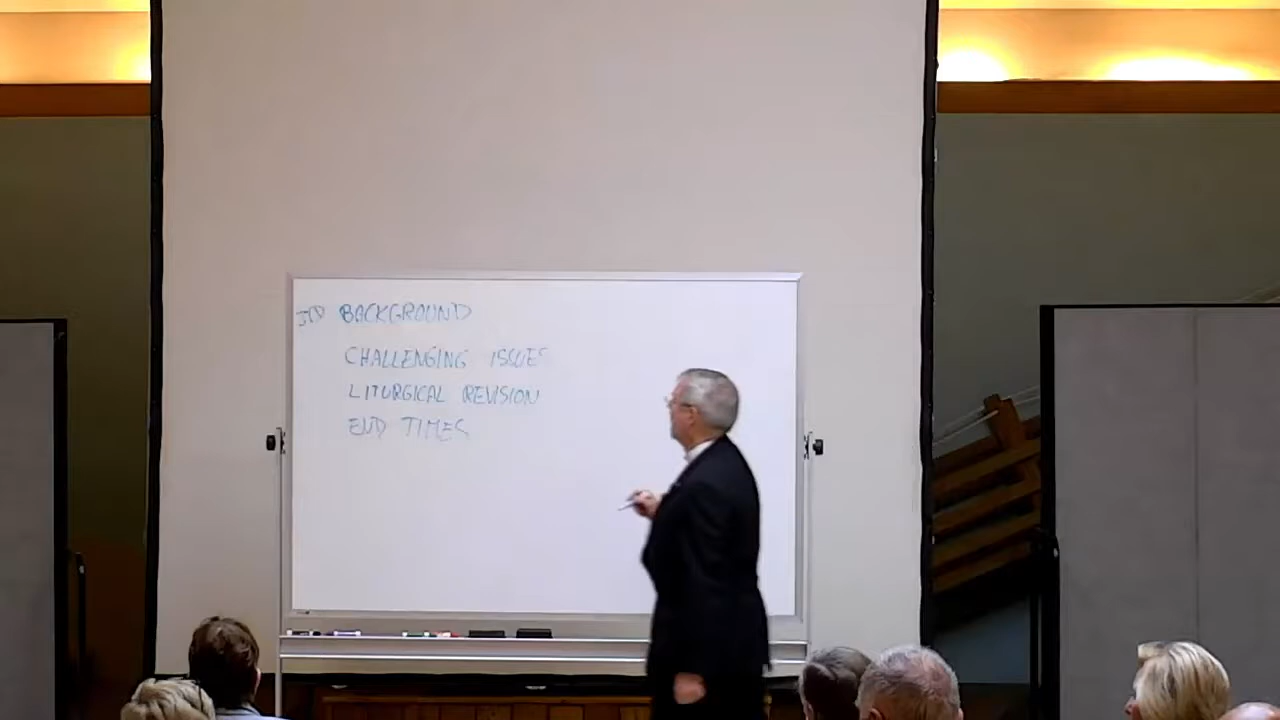 BACKGROUND
CHALLENGING ISSUES
LITURGICAL REVISION
END TIMES